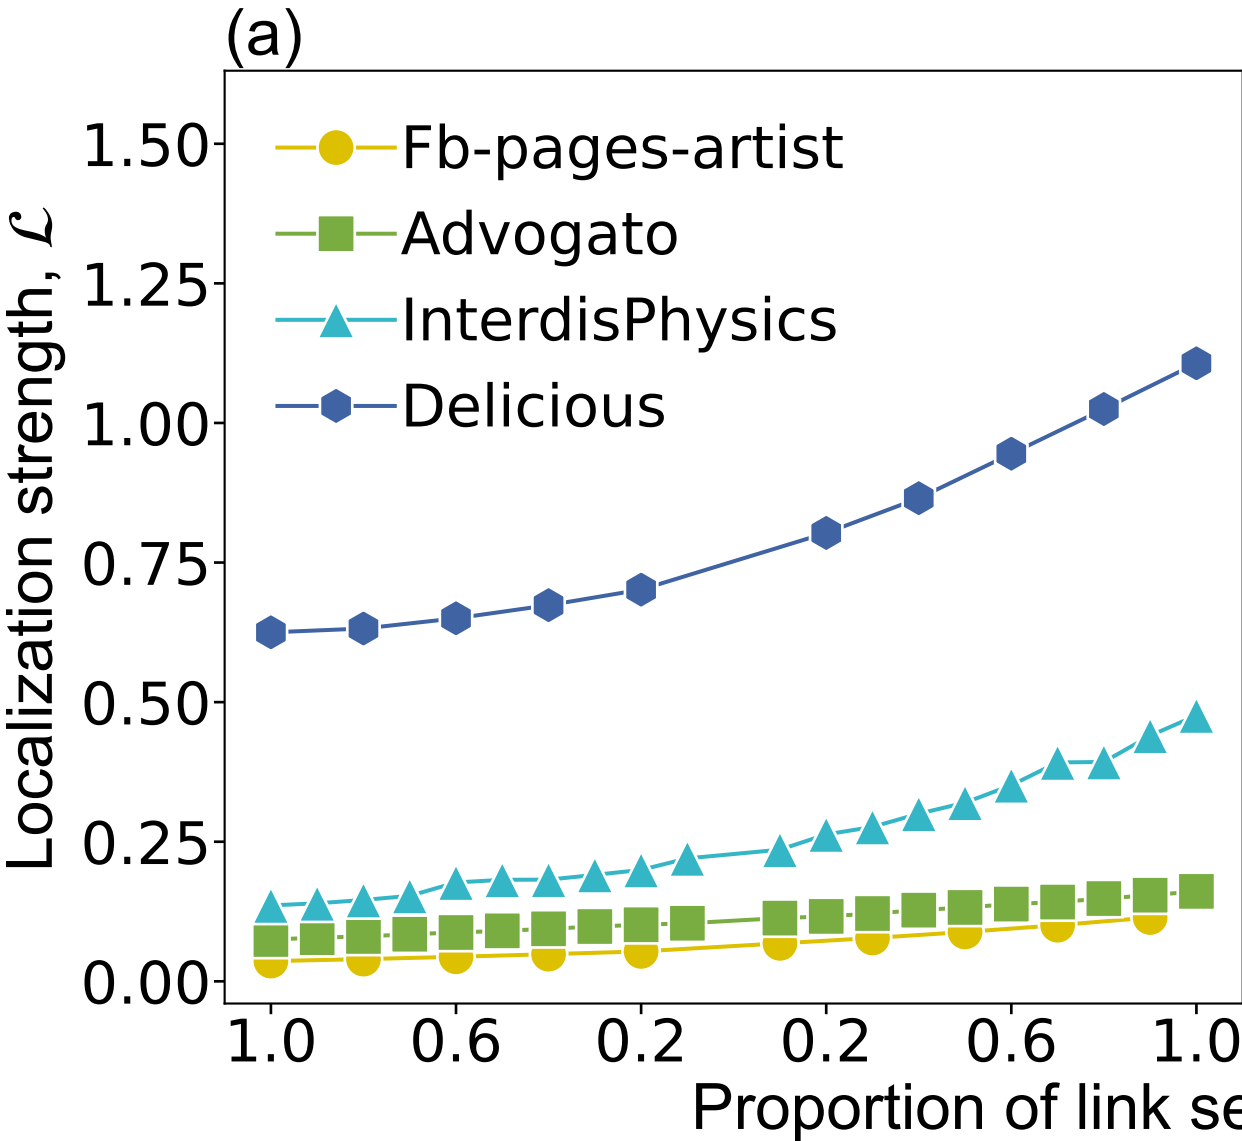 (a)
Localization strength, ℒ
1.50
1.25
1.00
0.75
0.50
0.25
0.00
Fb-pages-artist
Advogato
InterdisPhysics
Delicious
1.0 0.6 0.2 0.2 0.6 1.0
Proportion of link se